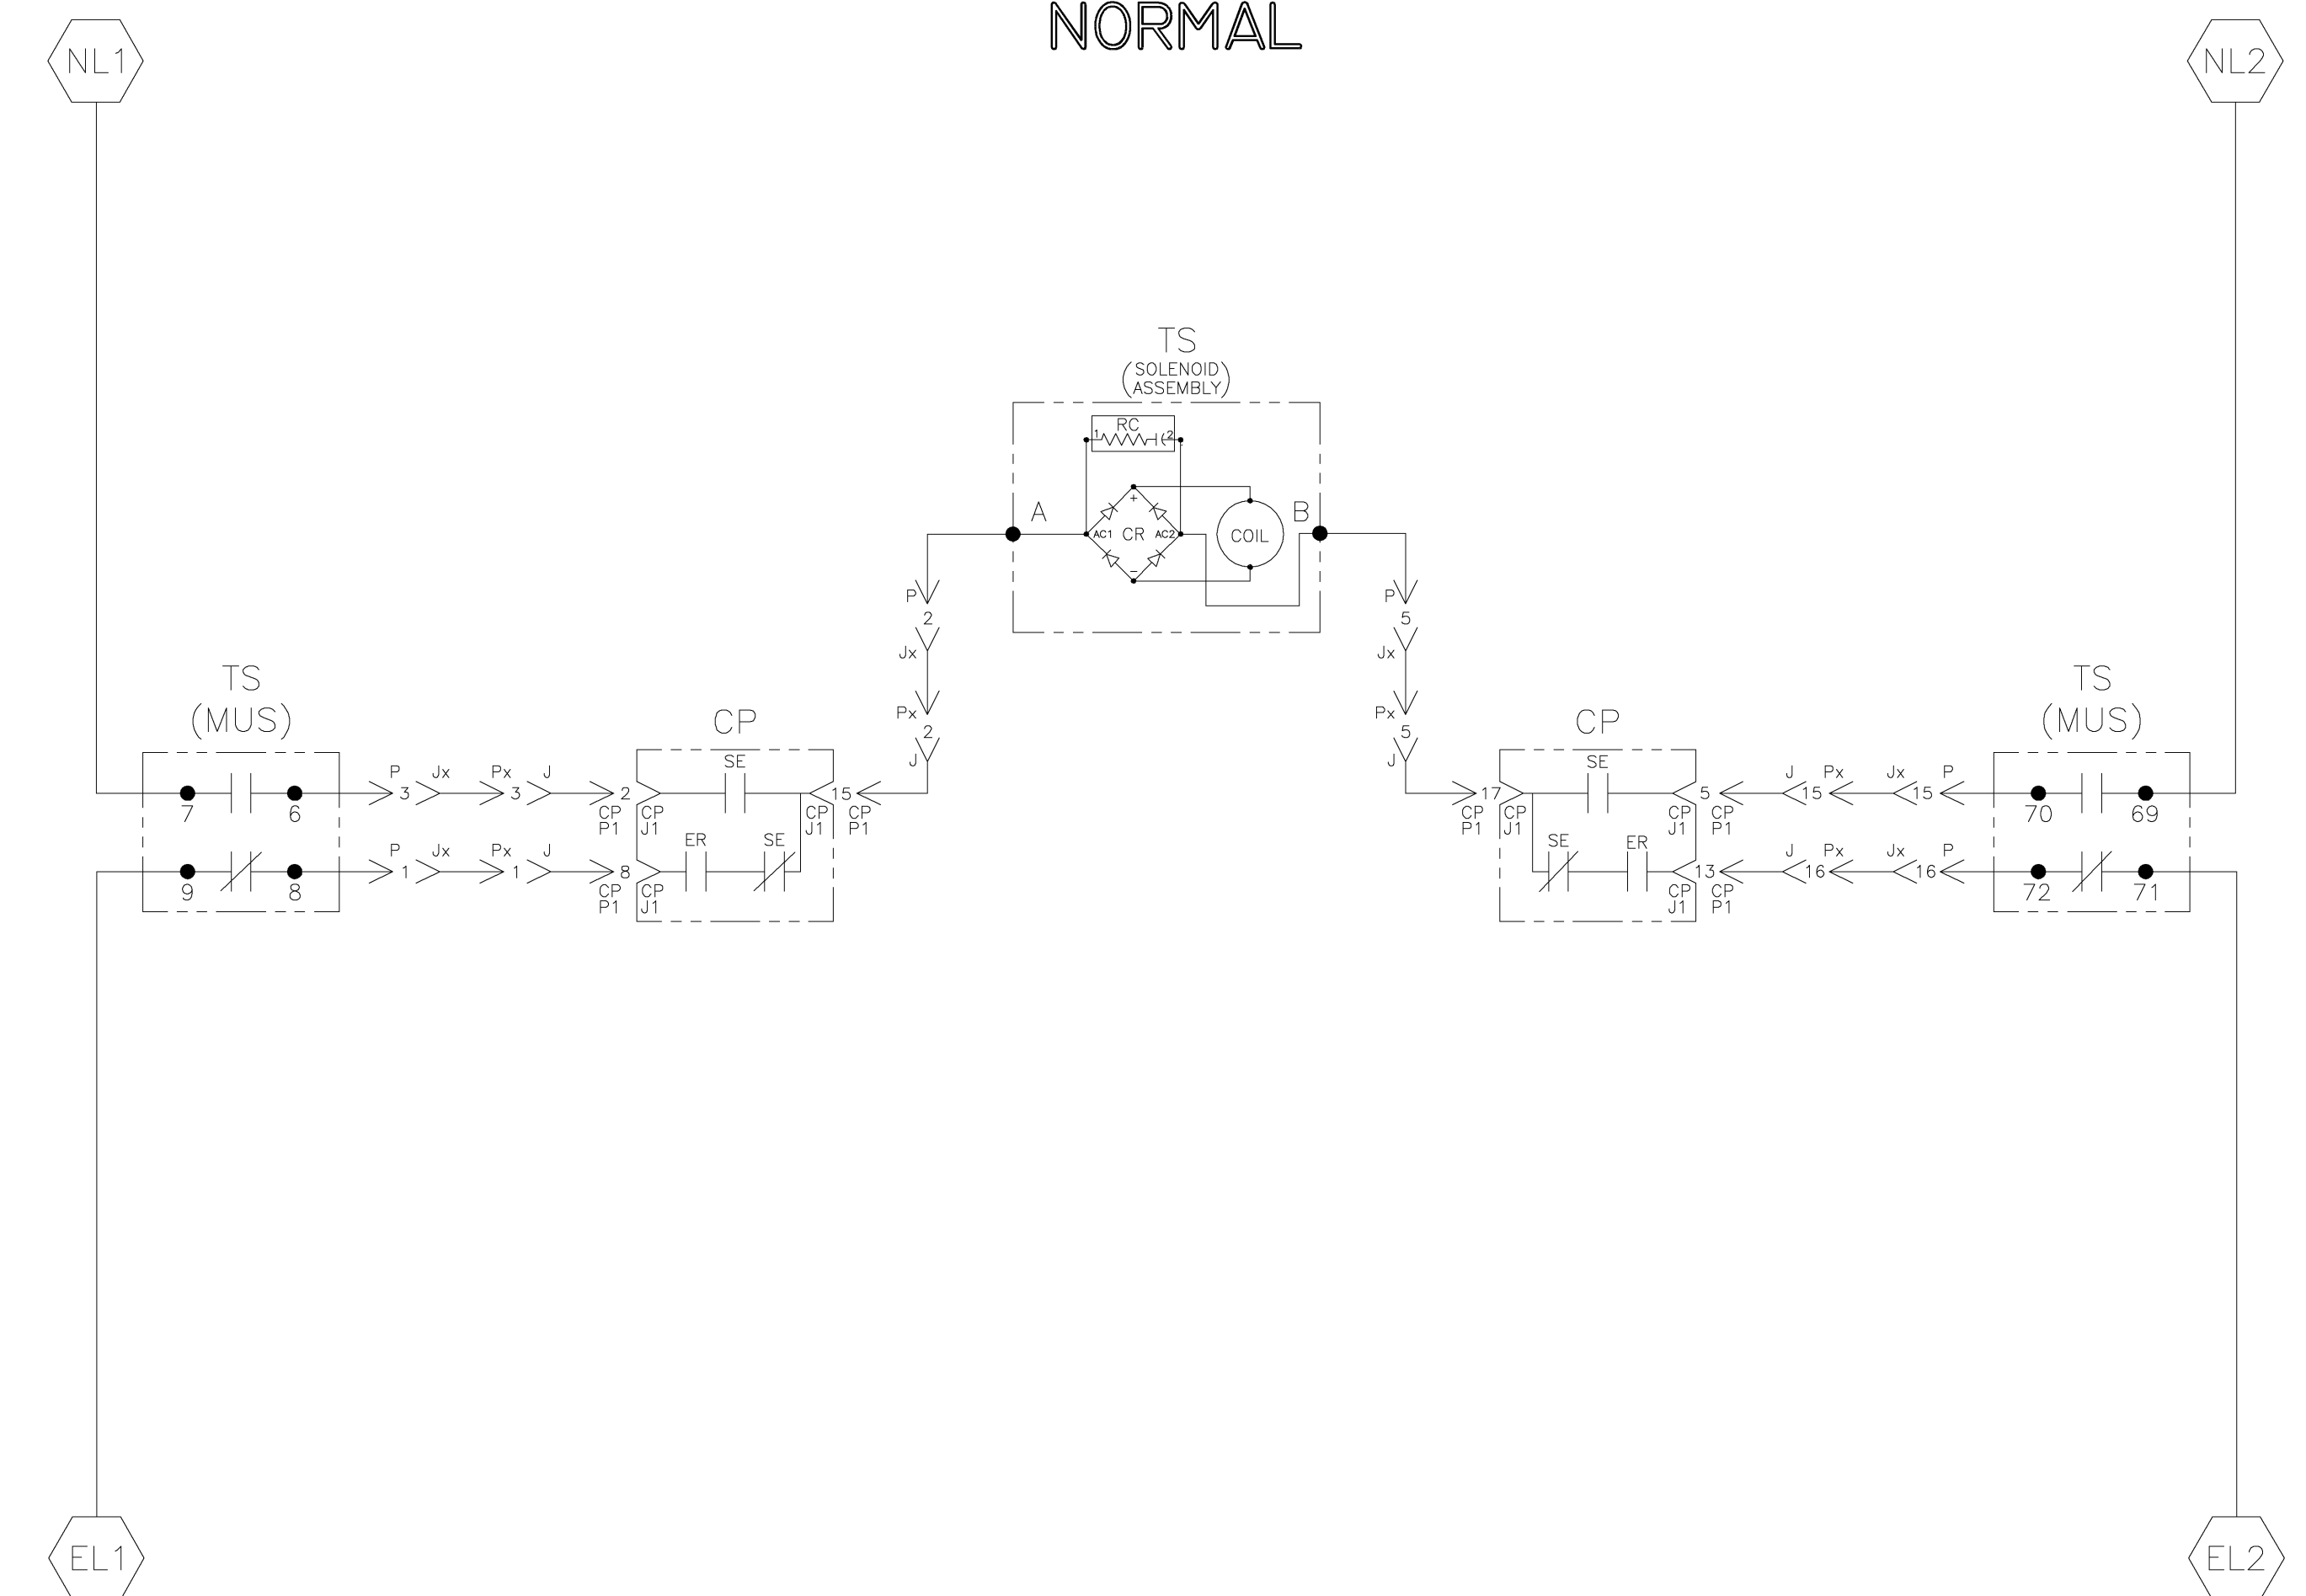 NORMAL
NL1
NL2
TS
(SOLENOID
ASSEMBLY)
RC
1
2
A
+
B
AC1
CR
AC2
COIL
-
P
2
Jx
Px
2
J
P
5
Jx
Px
5
J
TS
(MUS)
7
6
9
8
P
3
Jx
Px
3
J
2
CP
P1
P
1
Jx
Px
1
J
8
CP
P1
CP
SE
CP
J1
15
CP
J1
CP
P1
ER
SE
CP
J1
CP
SE
17
CP
P1
CP
J1
5
CP
J1
CP
P1
SE
ER
13
CP
J1
CP
P1
J
15
Px
Jx
15
P
J
16
Px
Jx
16
P
TS
(MUS)
70
69
72
71
EL1
EL2